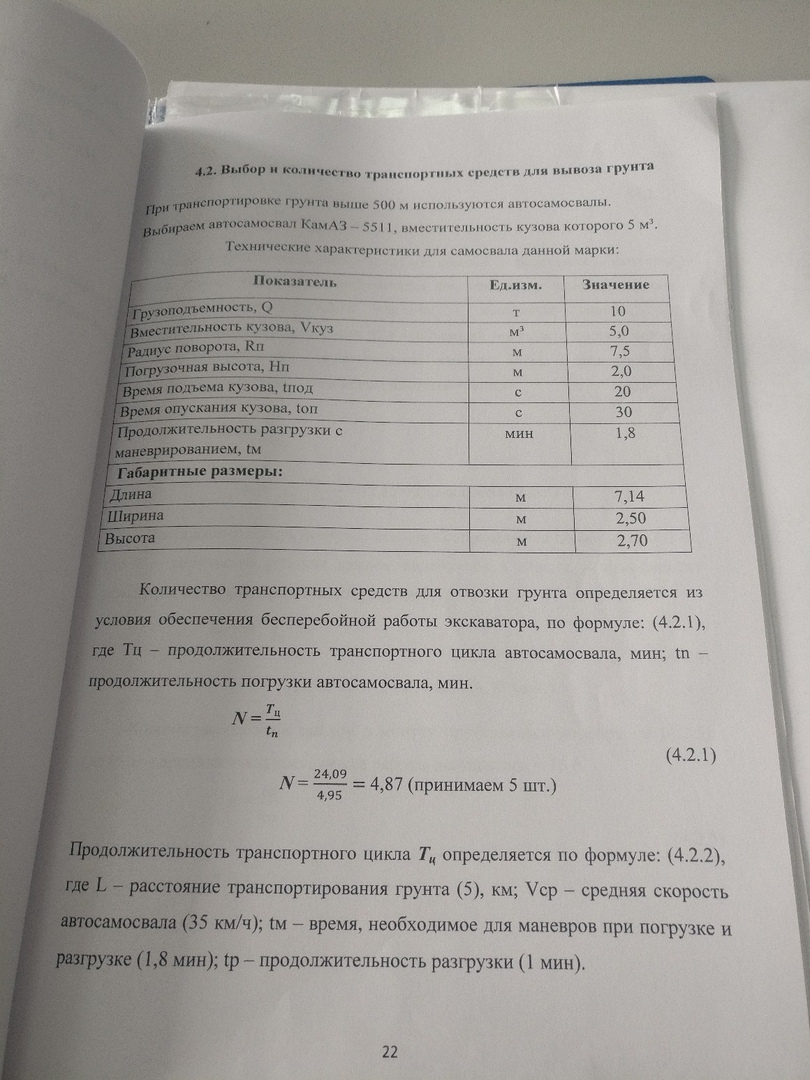 4.2. Выбор и количество транспортных средств для вывоза грунта
При транспортировке грунта выше 500 м используются автосамосвалы.
Выбираем автосамосвал КамАЗ – 5511, вместительность кузова которого 5 м³.
Технические характеристики для самосвала данной марки:
Показатель Ед.изм. Значение
Грузоподъемность, Q т 10
Вместительность кузова, Vкуз м³ 5,0
Радиус поворота, Rп м 7,5
Погрузочная высота, Нп м 2,0
Время подъема кузова, tпод с 20
Время опускания кузова, tоп с 30
Продолжительность разгрузки с мин 1,8
маневрированием, tм
Габаритные размеры:
Длина м 7,14
Ширина м 2,50
Высота м 2,70
Количество транспортных средств для отвозки грунта определяется из
условия обеспечения бесперебойной работы экскаватора, по формуле: (4.2.1),
где Тц – продолжительность транспортного цикла автосамосвала, мин; tп –
продолжительность погрузки автосамосвала, мин.
N = Tц / tп
(4.2.1)
N = 24,09 / 4,95 = 4,87 (принимаем 5 шт.)
Продолжительность транспортного цикла Tц определяется по формуле: (4.2.2),
где L – расстояние транспортирования грунта (5), км; Vср – средняя скорость
автосамосвала (35 км/ч); tм – время, необходимое для маневров при погрузке и
разгрузке (1,8 мин); tр – продолжительность разгрузки (1 мин).
22